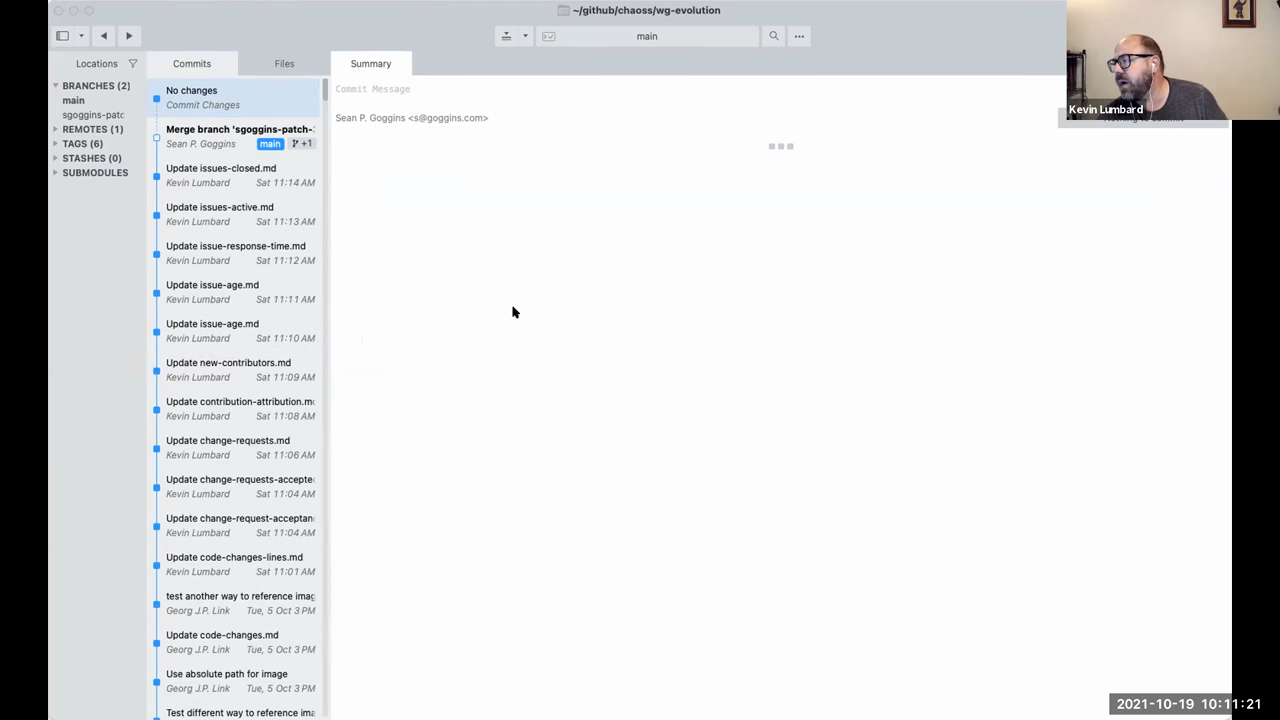 ~/github/chaoss/wg-evolution
main
Locations
Commits
Files
Summary
BRANCHES (2)
main
sgoggins-patc
REMOTES (1)
TAGS (6)
STASHES (0)
SUBMODULES
No changes
Commit Changes
Merge branch 'sgoggins-patch-
Sean P. Goggins main +1
Update issues-closed.md
Kevin Lumbard Sat 11:14 AM
Update issues-active.md
Kevin Lumbard Sat 11:13 AM
Update issue-response-time.md
Kevin Lumbard Sat 11:12 AM
Update issue-age.md
Kevin Lumbard Sat 11:11 AM
Update issue-age.md
Kevin Lumbard Sat 11:10 AM
Update new-contributors.md
Kevin Lumbard Sat 11:09 AM
Update contribution-attribution.m
Kevin Lumbard Sat 11:08 AM
Update change-requests.md
Kevin Lumbard Sat 11:06 AM
Update change-requests-accepte
Kevin Lumbard Sat 11:04 AM
Update change-request-acceptan
Kevin Lumbard Sat 11:04 AM
Update code-changes-lines.md
Kevin Lumbard Sat 11:01 AM
test another way to reference imag
Georg J.P. Link Tue, 5 Oct 3 PM
Update code-changes.md
Georg J.P. Link Tue, 5 Oct 3 PM
Use absolute path for image
Georg J.P. Link Tue, 5 Oct 3 PM
Test different way to reference ima
Commit Message
Sean P. Goggins <s@goggins.com>
Kevin Lumbard
2021-10-19 10:11:21